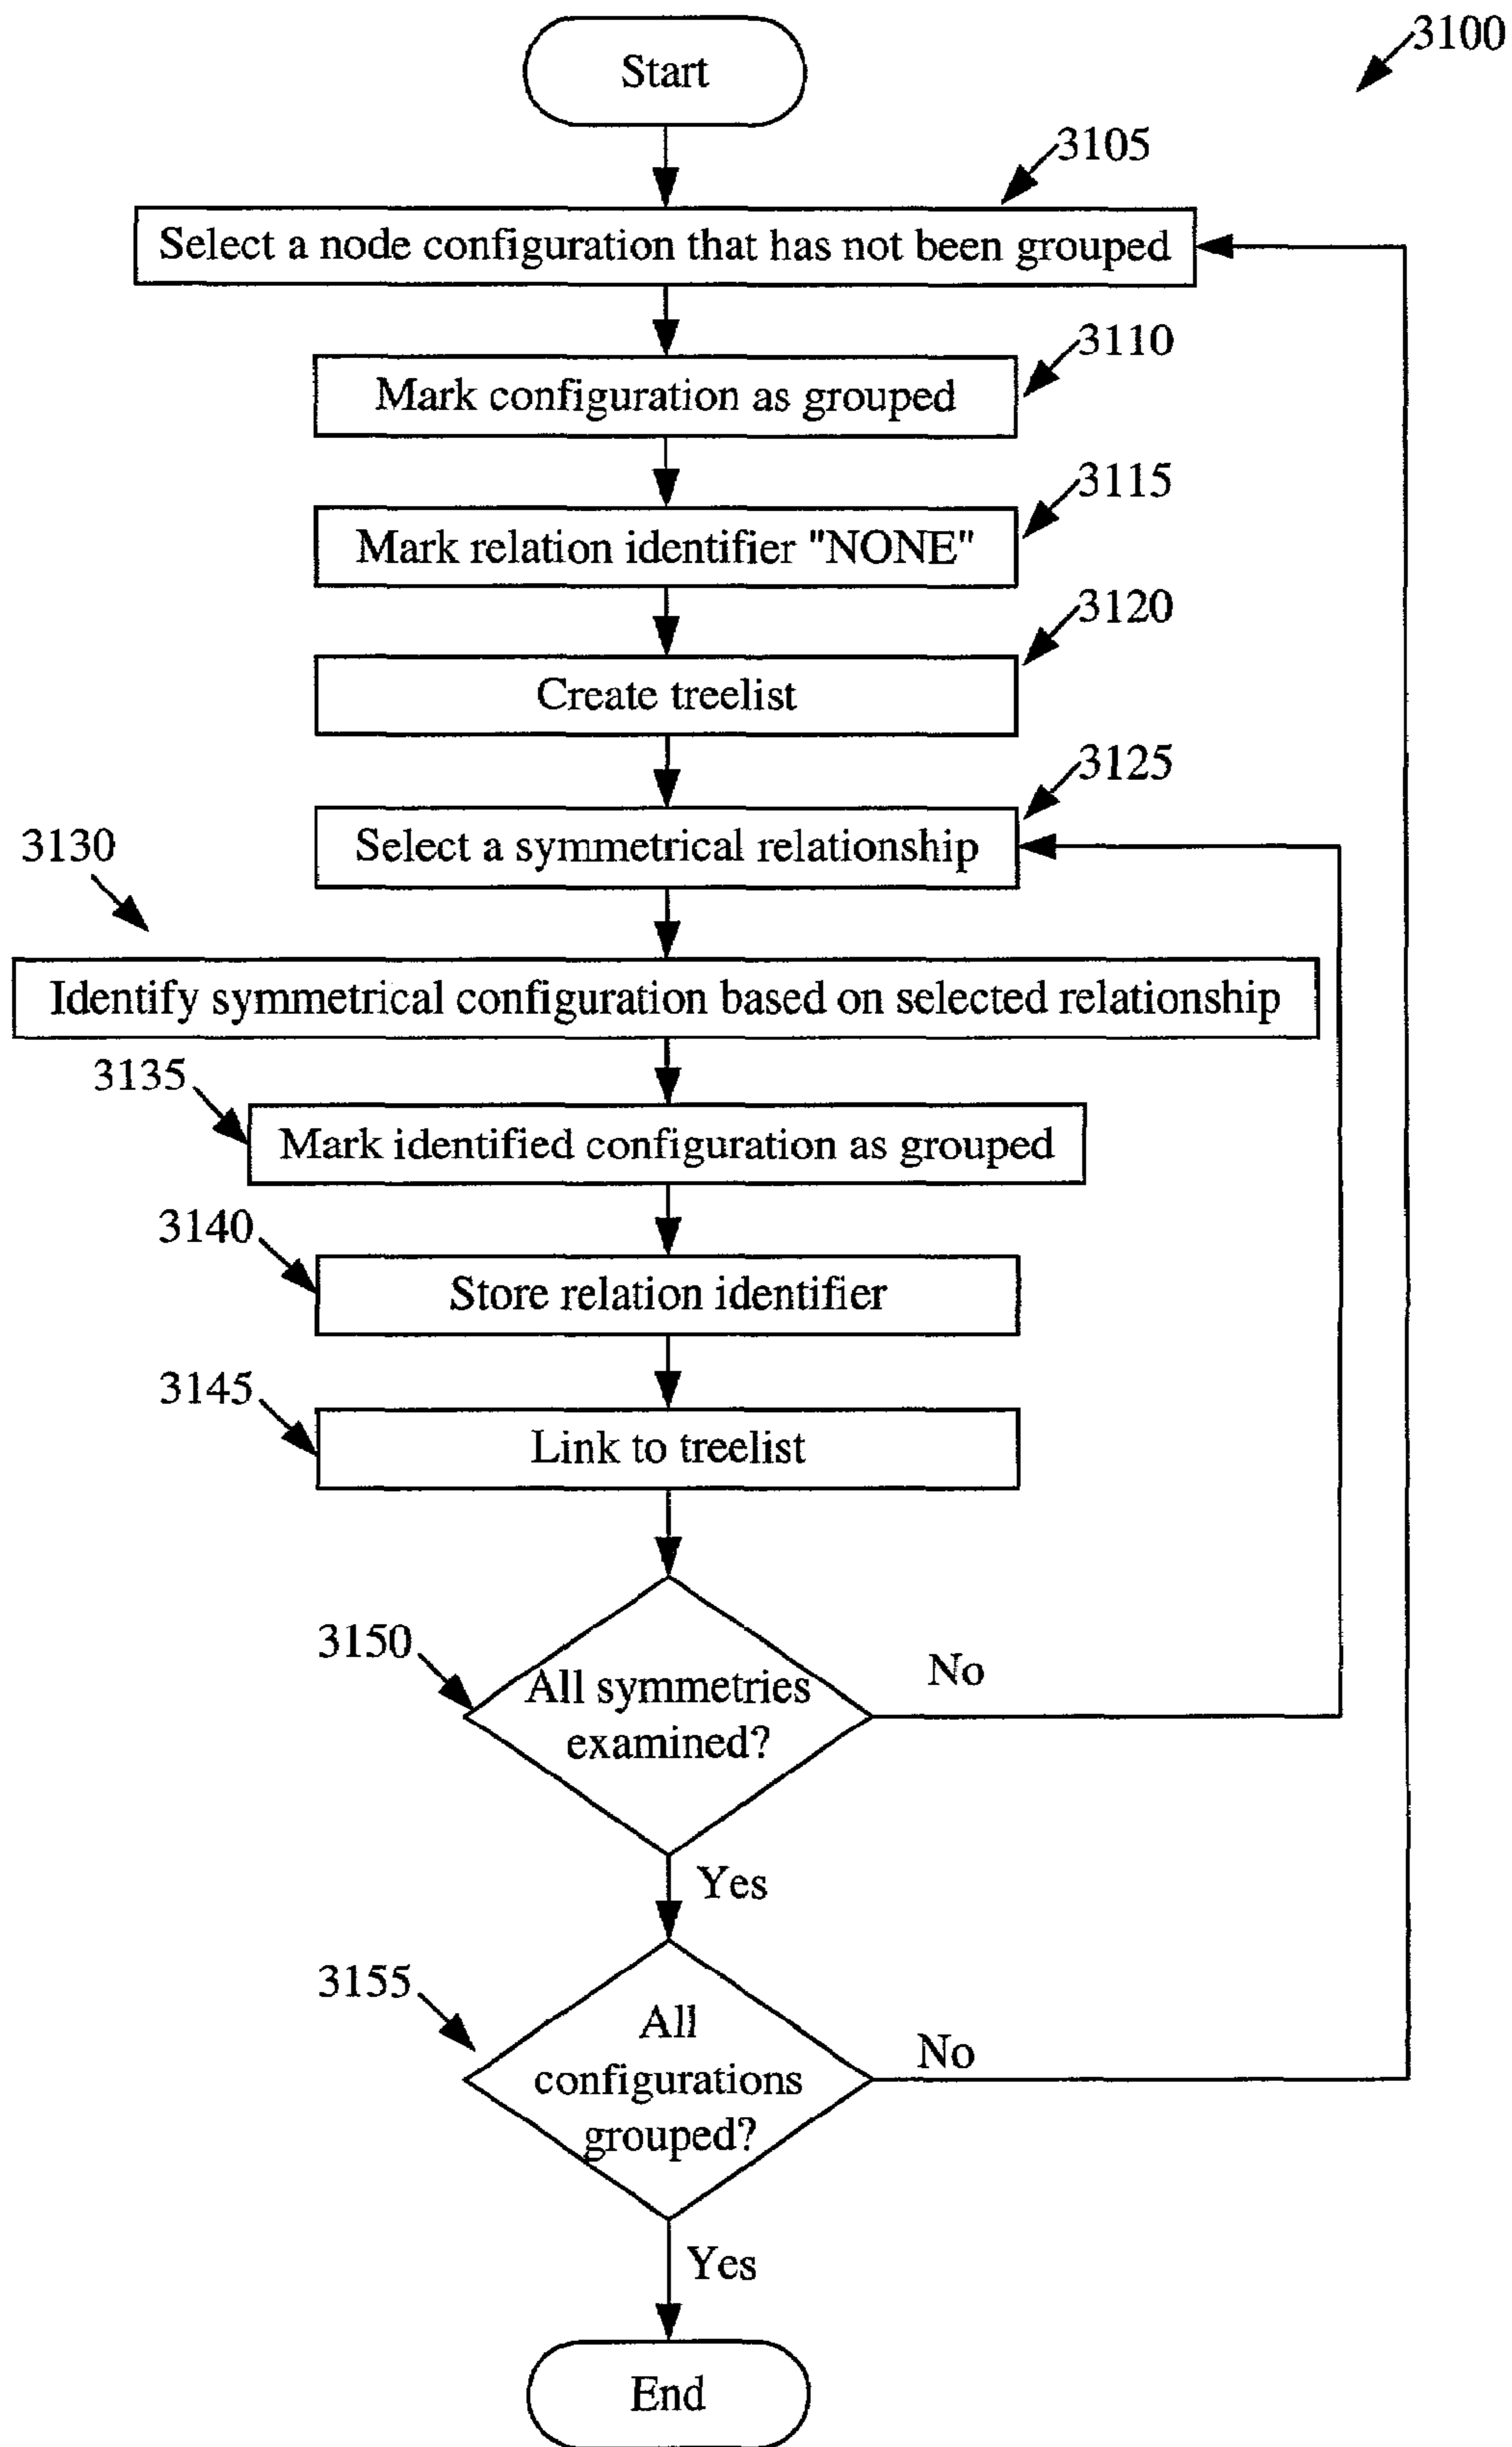 Start
3100
3105
Select a node configuration that has not been grouped
3110
Mark configuration as grouped
3115
Mark relation identifier "NONE"
3120
Create treelist
3125
Select a symmetrical relationship
3130
Identify symmetrical configuration based on selected relationship
3135
Mark identified configuration as grouped
3140
Store relation identifier
3145
Link to treelist
3150
All symmetries
examined?
No
Yes
3155
All
configurations
grouped?
No
Yes
End